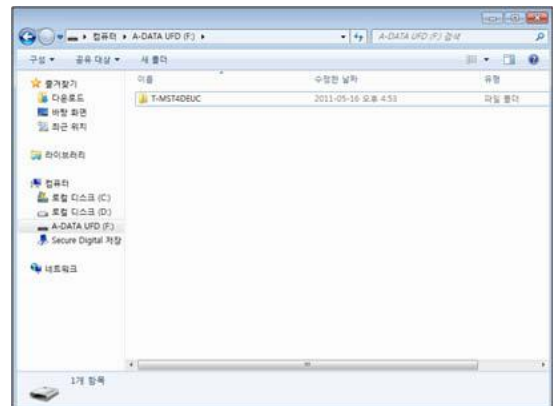 컴퓨터 ▸ A-DATA UFD (F:) ▸
A-DATA UFD (F:) 검색
구성 ▾ 공유 대상 ▾ 새 폴더
이름 수정한 날짜 유형
즐겨찾기
다운로드
바탕 화면
최근 위치
라이브러리
컴퓨터
로컬 디스크 (C:)
로컬 디스크 (D:)
A-DATA UFD (F:)
Secure Digital 저장
네트워크
T-MST4DEUC 2011-05-16 오후 4:53 파일 폴더
1개 항목